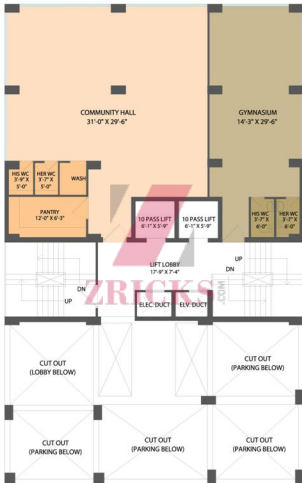 COMMUNITY HALL
31'-0" X 29'-6"
GYMNASIUM
14'-3" X 29'-6"
HIS WC
3'-9" X
5'-0"
HER WC
3'-7" X
5'-0"
WASH
PANTRY
12'-0" X 6'-3"
10 PASS LIFT
6'-1" X 5'-9"
10 PASS LIFT
6'-1" X 5'-9"
HIS WC
3'-7" X
6'-0"
HER WC
3'-7" X
6'-0"
LIFT LOBBY
17'-9" X 7'-4"
UP
DN
DN
UP
ZRICKS
.COM
ELEC. DUCT
ELV. DUCT
CUT OUT
(LOBBY BELOW)
CUT OUT
(PARKING BELOW)
CUT OUT
(PARKING BELOW)
CUT OUT
(PARKING BELOW)
CUT OUT
(PARKING BELOW)